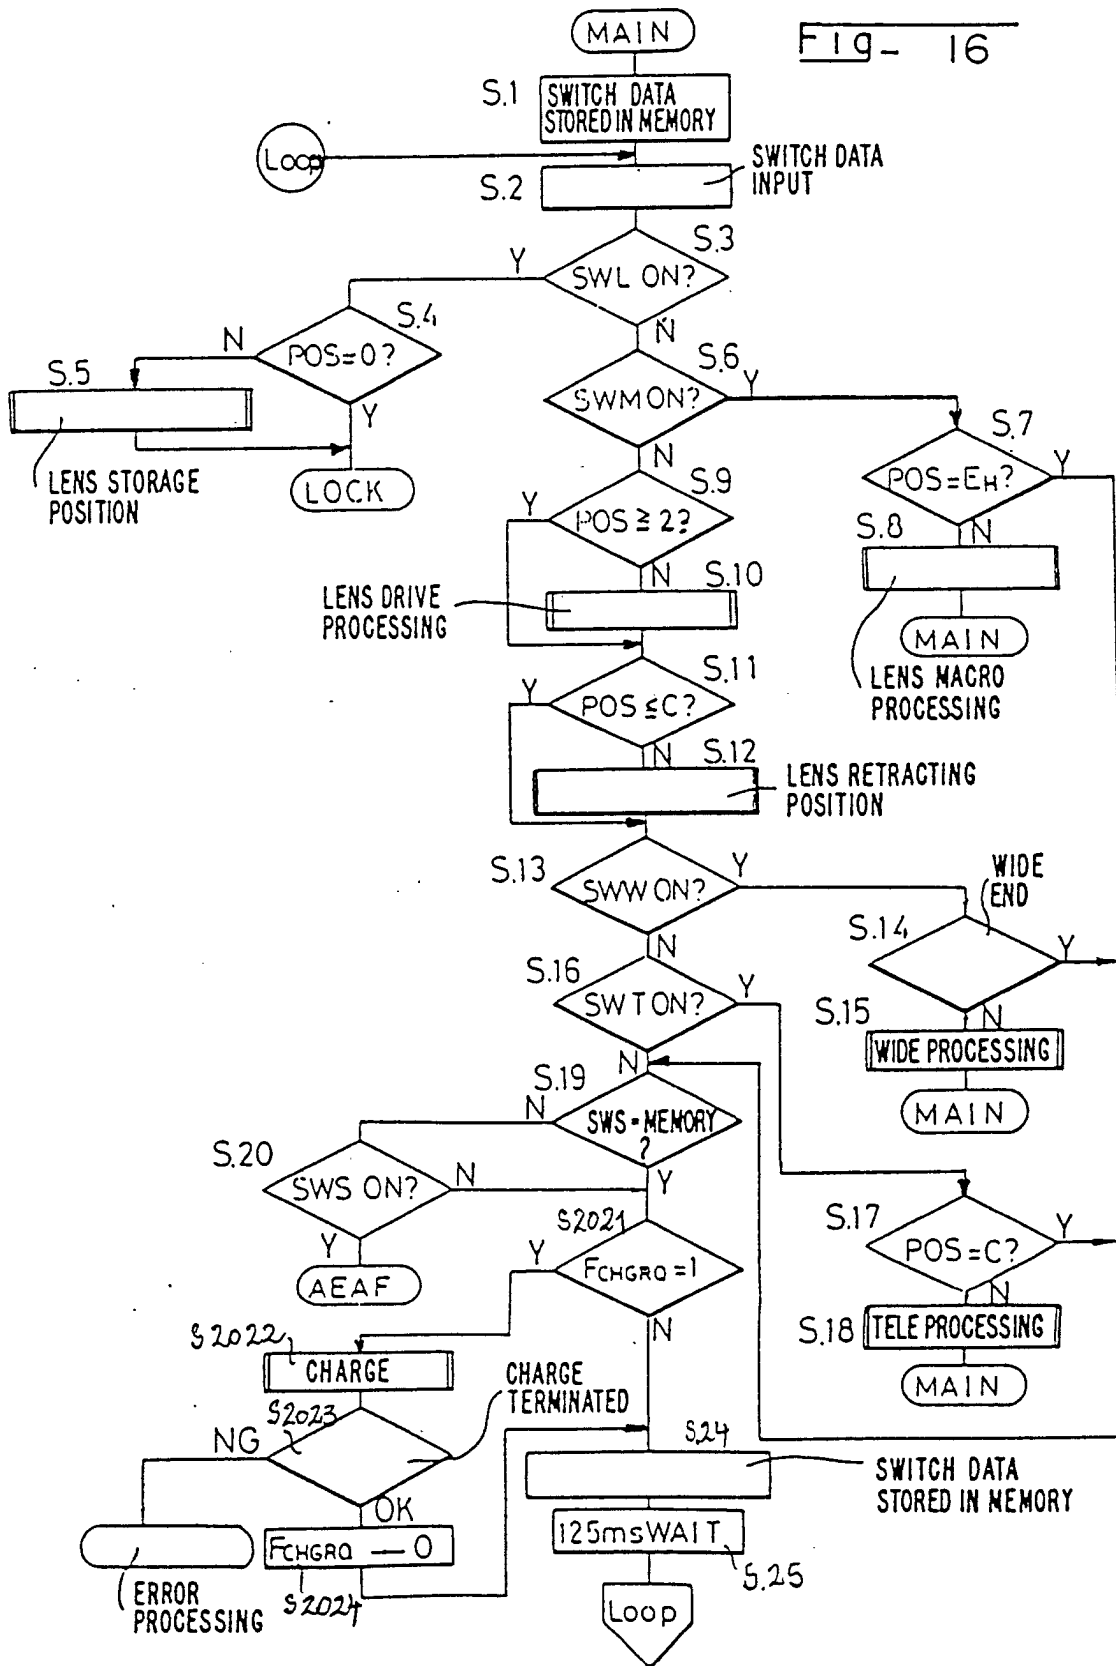 Fig- 16
MAIN
S.1
SWITCH DATA
STORED IN MEMORY
Loop
S.2
SWITCH DATA
INPUT
S.3
Y
SWL ON?
N
S.4
N
POS=0?
Y
S.5
LENS STORAGE
POSITION
LOCK
S.6
SWM ON?
Y
N
S.7
POS=EH?
Y
N
S.8
MAIN
LENS MACRO
PROCESSING
S.9
Y
POS≧2?
N
S.10
LENS DRIVE
PROCESSING
S.11
Y
POS≦C?
N
S.12
LENS RETRACTING
POSITION
S.13
SWW ON?
Y
N
WIDE
END
S.14
Y
N
S.15
WIDE PROCESSING
MAIN
S.16
SWT ON?
Y
N
S.17
POS=C?
Y
N
S.18
TELE PROCESSING
MAIN
S.19
N
SWS=MEMORY
?
Y
S.20
SWS ON?
N
Y
AEAF
S2021
Y
FCHGRQ=1
N
S2022
CHARGE
CHARGE
TERMINATED
S2023
NG
OK
ERROR
PROCESSING
FCHGRQ — 0
S2024
S.24
SWITCH DATA
STORED IN MEMORY
125msWAIT
S.25
Loop